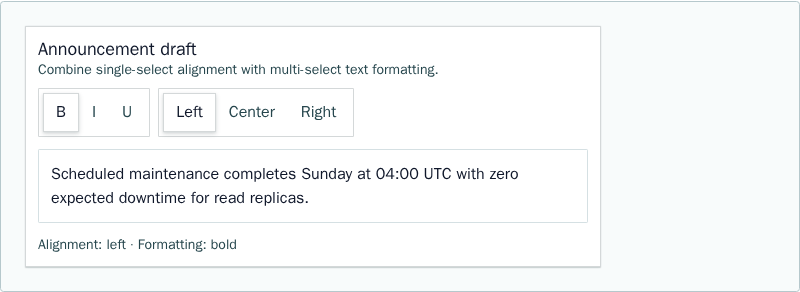 Announcement draft
Combine single-select alignment with multi-select text formatting.
B I U Left Center Right
Scheduled maintenance completes Sunday at 04:00 UTC with zero
expected downtime for read replicas.
Alignment: left · Formatting: bold